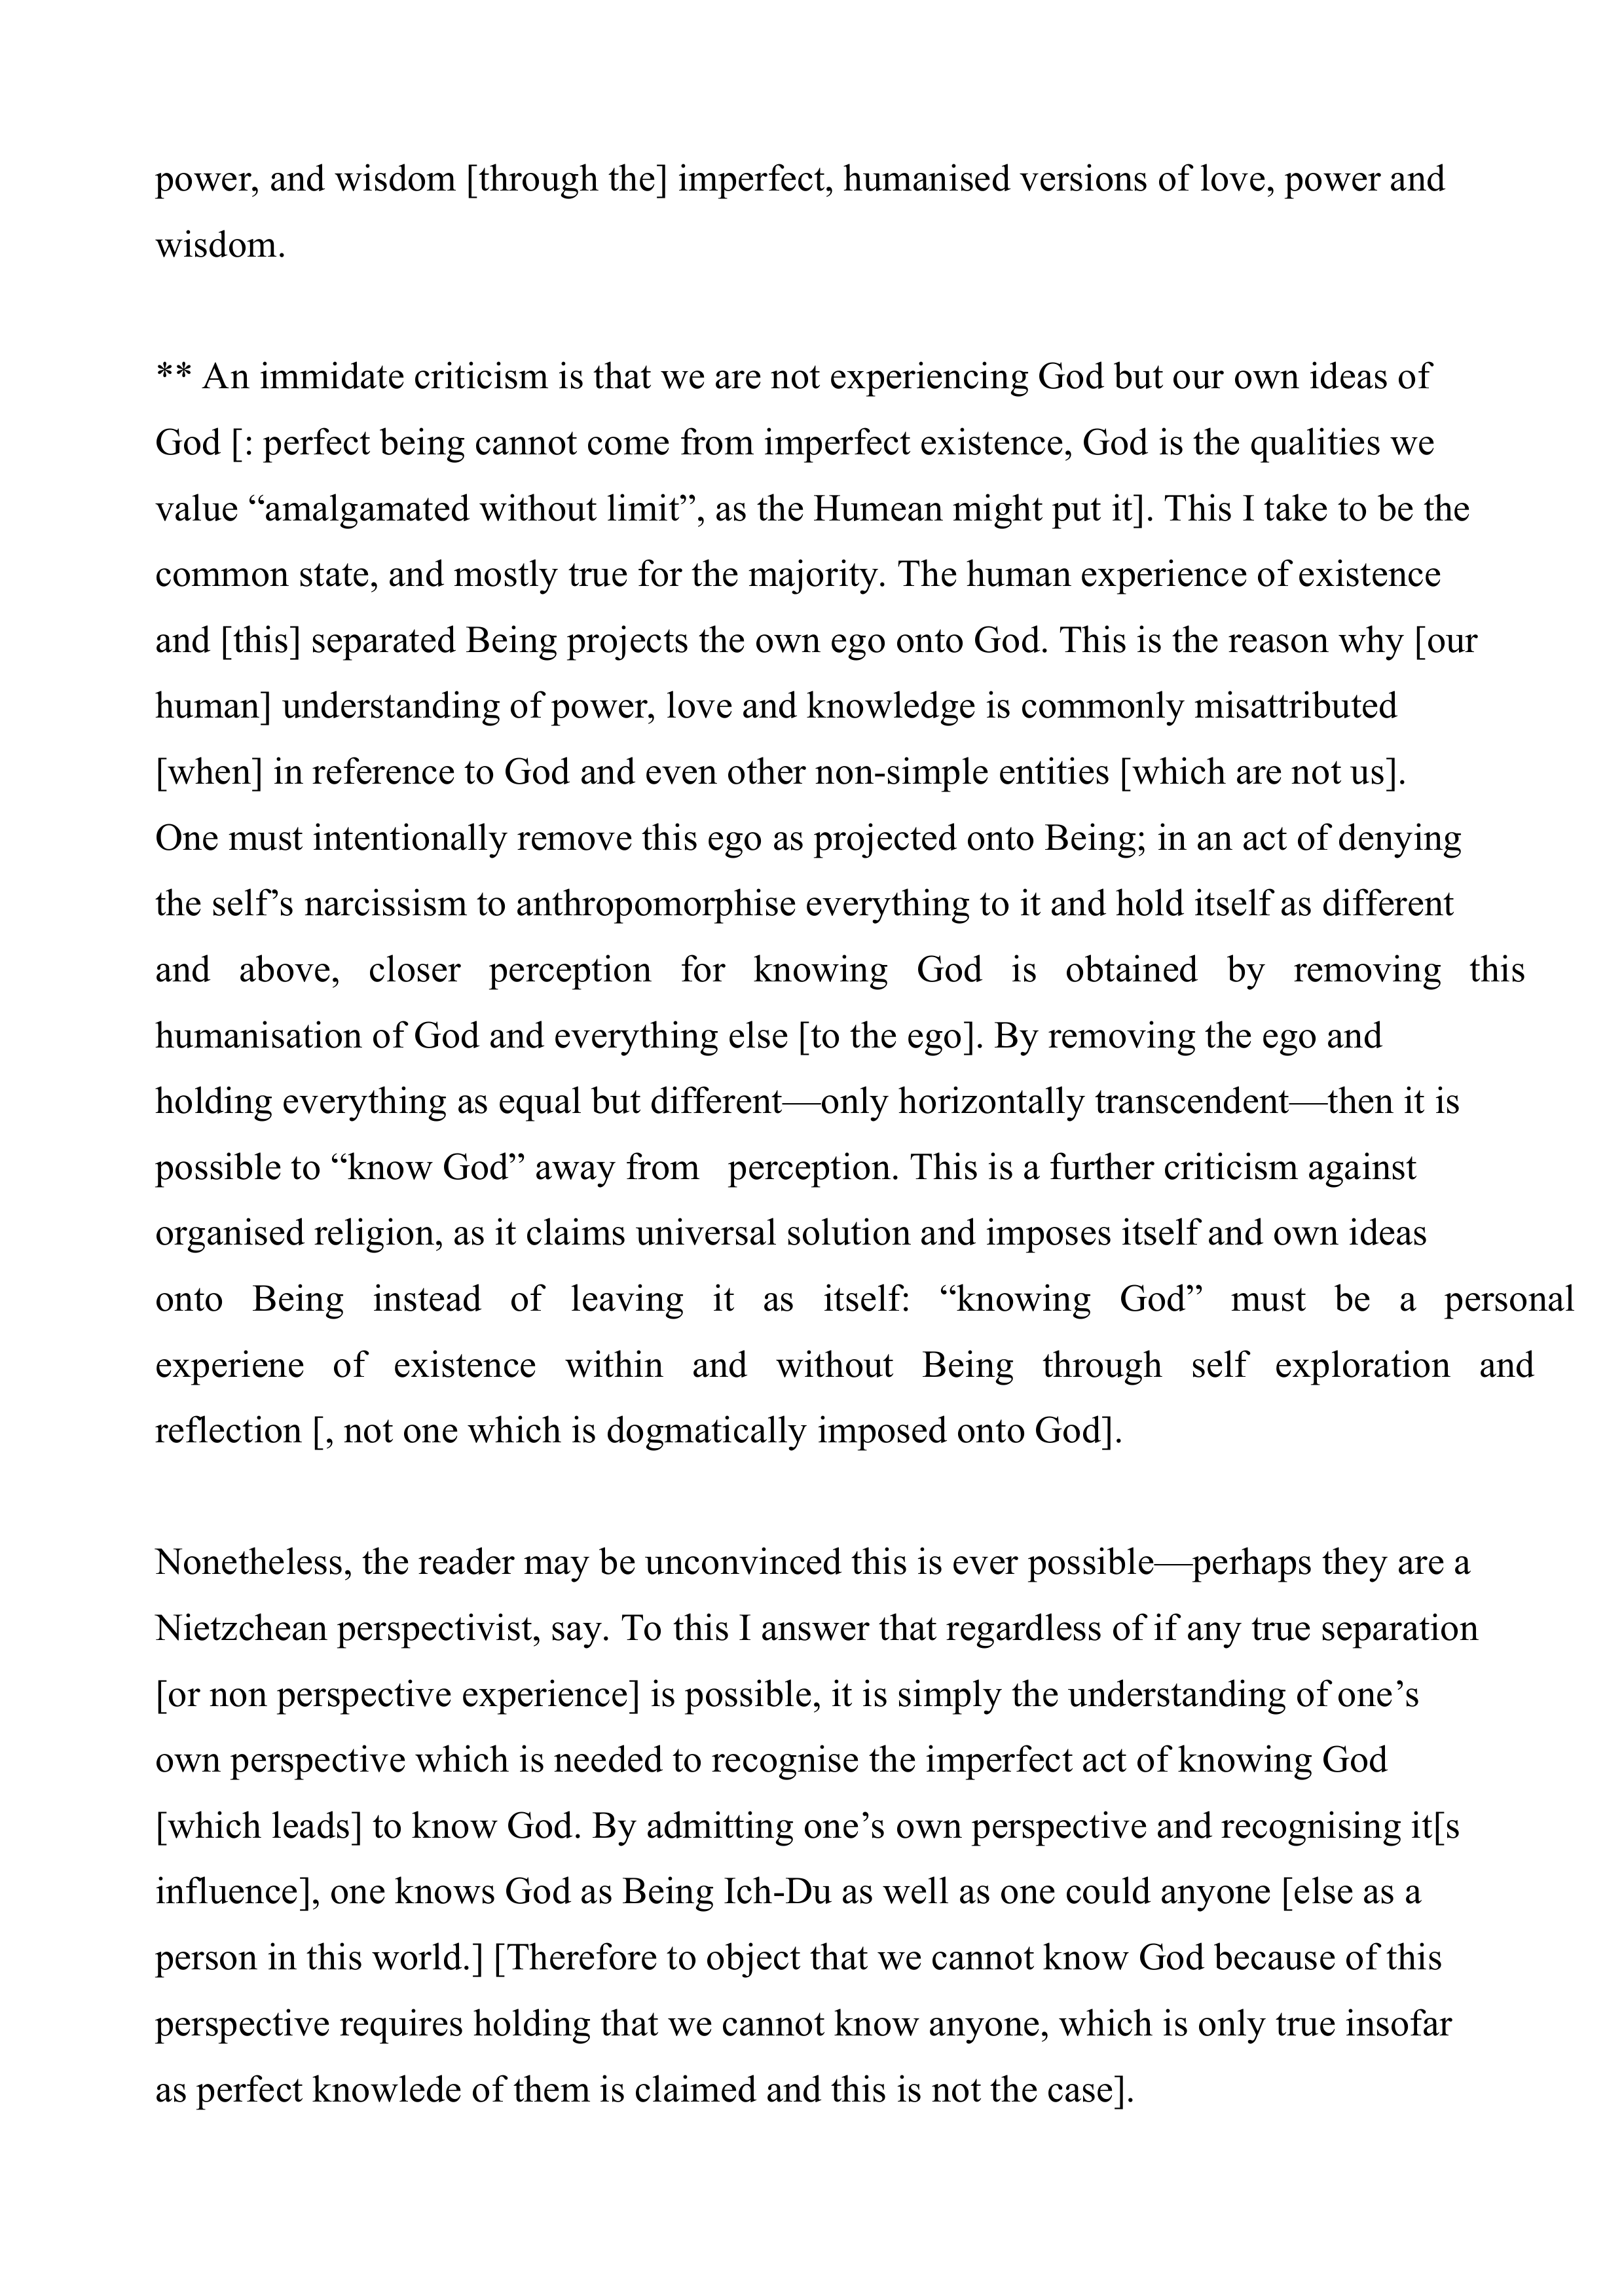 power, and wisdom [through the] imperfect, humanised versions of love, power and
wisdom.
** An immidate criticism is that we are not experiencing God but our own ideas of
God [: perfect being cannot come from imperfect existence, God is the qualities we
value “amalgamated without limit”, as the Humean might put it]. This I take to be the
common state, and mostly true for the majority. The human experience of existence
and [this] separated Being projects the own ego onto God. This is the reason why [our
human] understanding of power, love and knowledge is commonly misattributed
[when] in reference to God and even other non-simple entities [which are not us].
One must intentionally remove this ego as projected onto Being; in an act of denying
the self’s narcissism to anthropomorphise everything to it and hold itself as different
and above, closer perception for knowing God is obtained by removing this
humanisation of God and everything else [to the ego]. By removing the ego and
holding everything as equal but different—only horizontally transcendent—then it is
possible to “know God” away from perception. This is a further criticism against
organised religion, as it claims universal solution and imposes itself and own ideas
onto Being instead of leaving it as itself: “knowing God” must be a personal
experiene of existence within and without Being through self exploration and
reflection [, not one which is dogmatically imposed onto God].
Nonetheless, the reader may be unconvinced this is ever possible—perhaps they are a
Nietzchean perspectivist, say. To this I answer that regardless of if any true separation
[or non perspective experience] is possible, it is simply the understanding of one’s
own perspective which is needed to recognise the imperfect act of knowing God
[which leads] to know God. By admitting one’s own perspective and recognising it[s
influence], one knows God as Being Ich-Du as well as one could anyone [else as a
person in this world.] [Therefore to object that we cannot know God because of this
perspective requires holding that we cannot know anyone, which is only true insofar
as perfect knowlede of them is claimed and this is not the case].